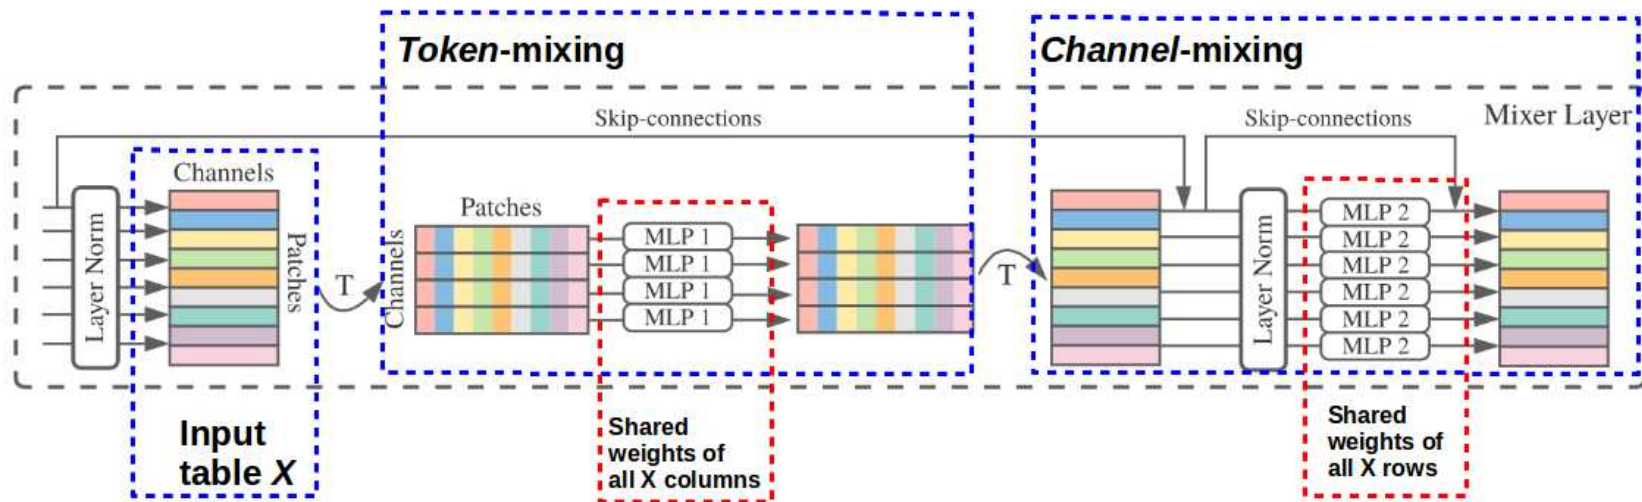 Token-mixing
Channel-mixing
Skip-connections
Skip-connections
Mixer Layer
Layer Norm
Channels
Patches
Input
table X
T
Patches
Channels
MLP 1
MLP 1
MLP 1
MLP 1
Shared
weights of
all X columns
T
Layer Norm
MLP 2
MLP 2
MLP 2
MLP 2
MLP 2
MLP 2
Shared
weights of
all X rows